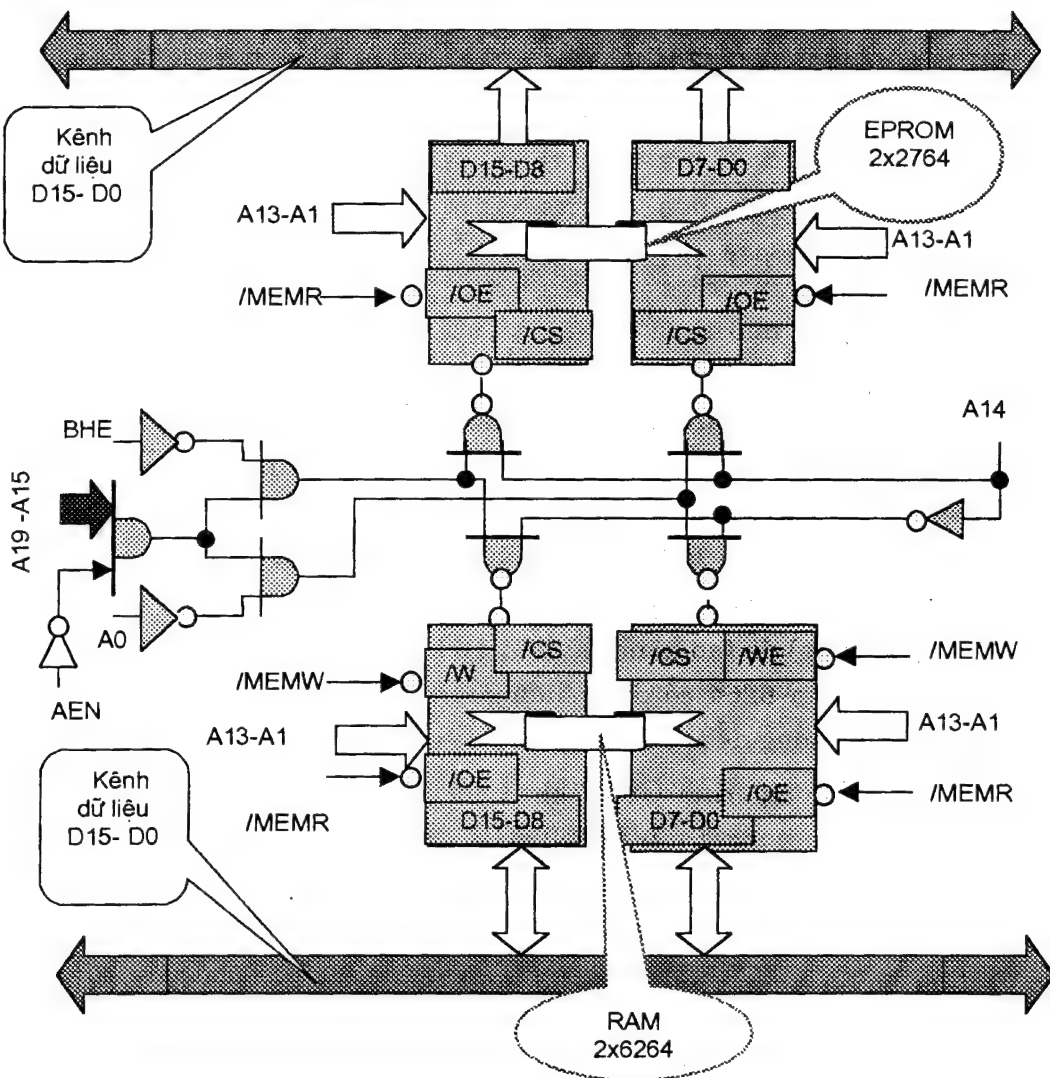 Kênh
dữ liệu
D15- D0
EPROM
2x2764
D15-D8
D7-D0
A13-A1
A13-A1
/MEMR
/OE
/OE
/MEMR
/CS
/CS
A14
BHE
A19 -A15
A0
AEN
/CS
/CS
/WE
/MEMW
/W
/MEMW
A13-A1
A13-A1
/OE
/OE
/MEMR
/MEMR
D15-D8
D7-D0
Kênh
dữ liệu
D15- D0
RAM
2x6264